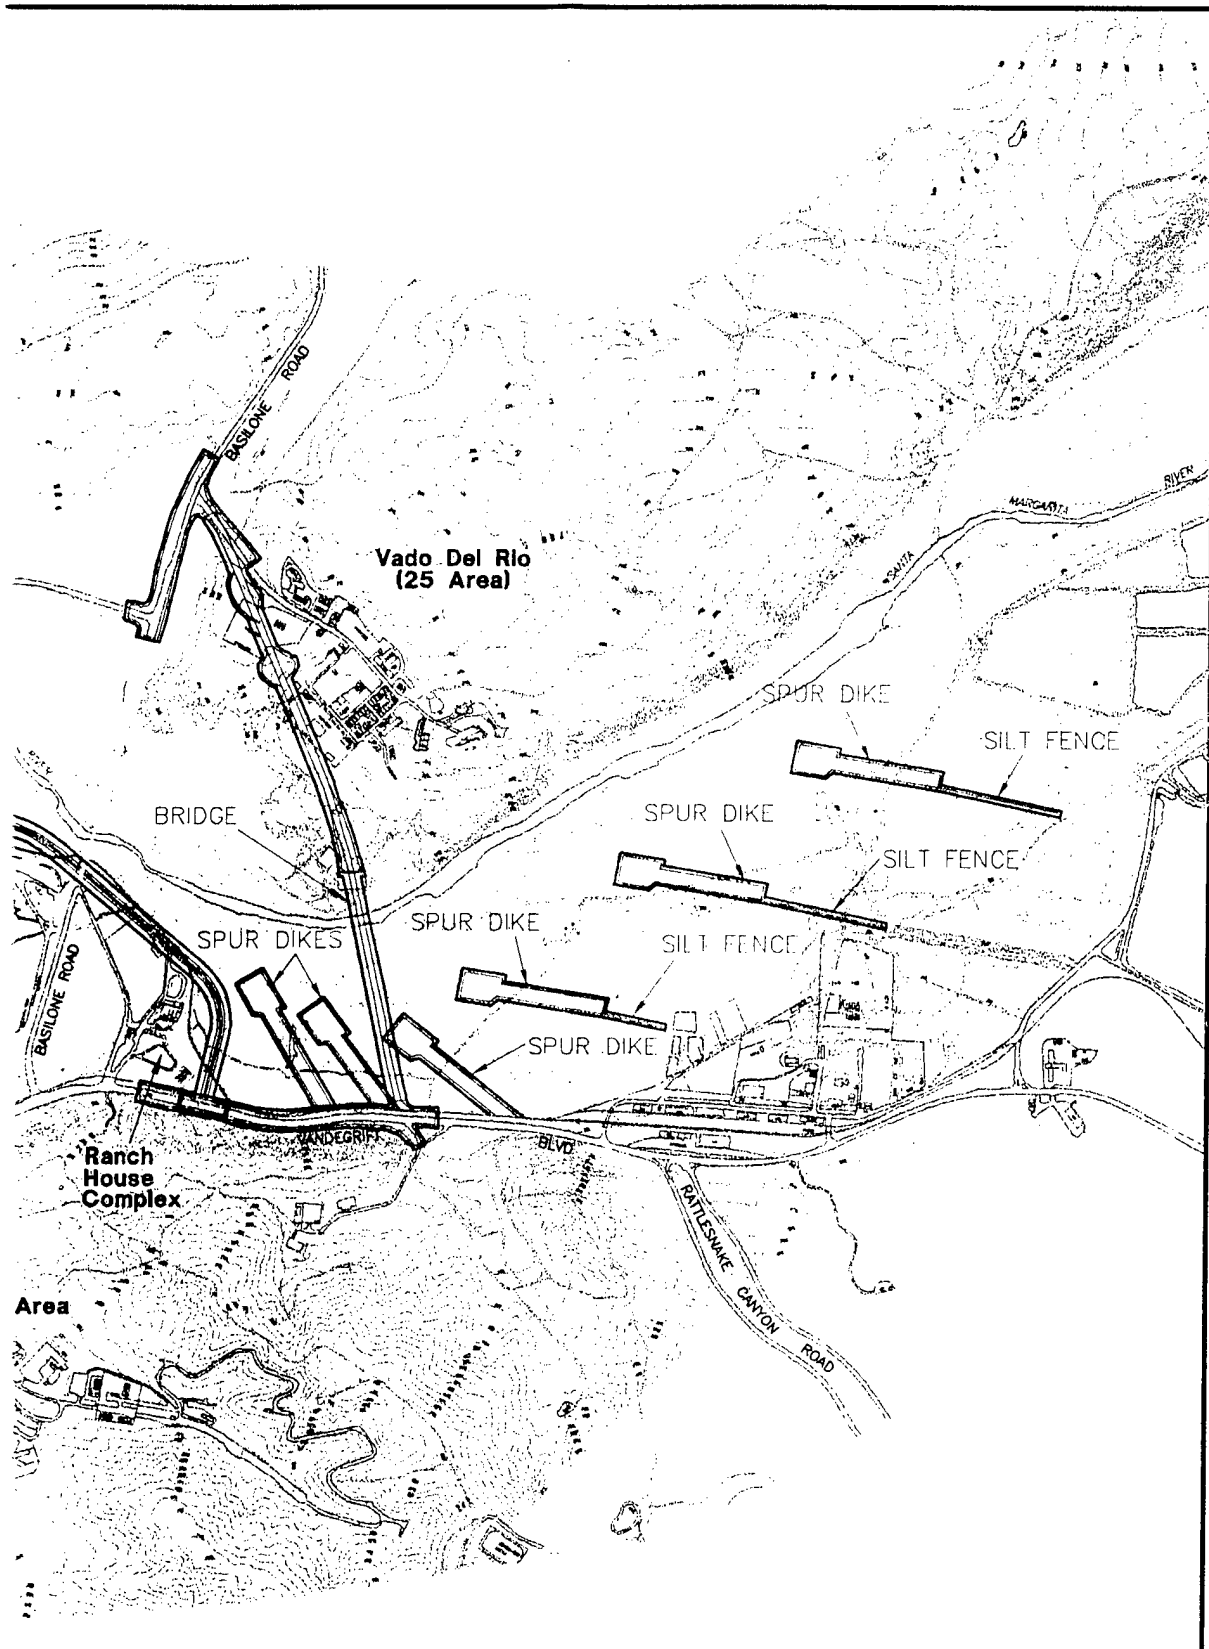 BASILONE ROAD
Vado Del Rio
(25 Area)
SANTA MARGARITA RIVER
SPUR DIKE
SILT FENCE
BRIDGE
SPUR DIKE
SILT FENCE
SPUR DIKES
SPUR DIKE
SILT FENCE
BASILONE ROAD
SPUR DIKE
VANDEGRIFT BLVD
Ranch
House
Complex
RATTLESNAKE CANYON ROAD
Area